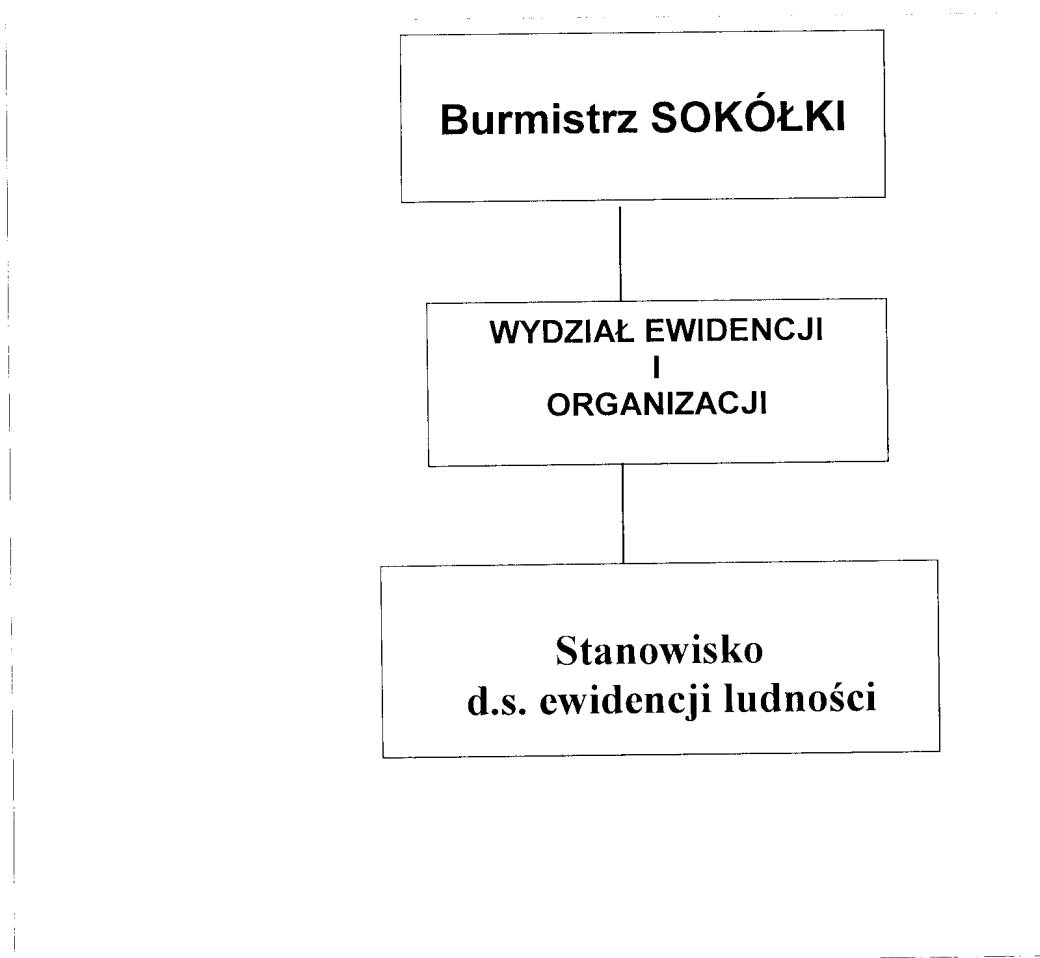 Burmistrz SOKÓŁKI
WYDZIAŁ EWIDENCJI
I
ORGANIZACJI
Stanowisko
d.s. ewidencji ludności